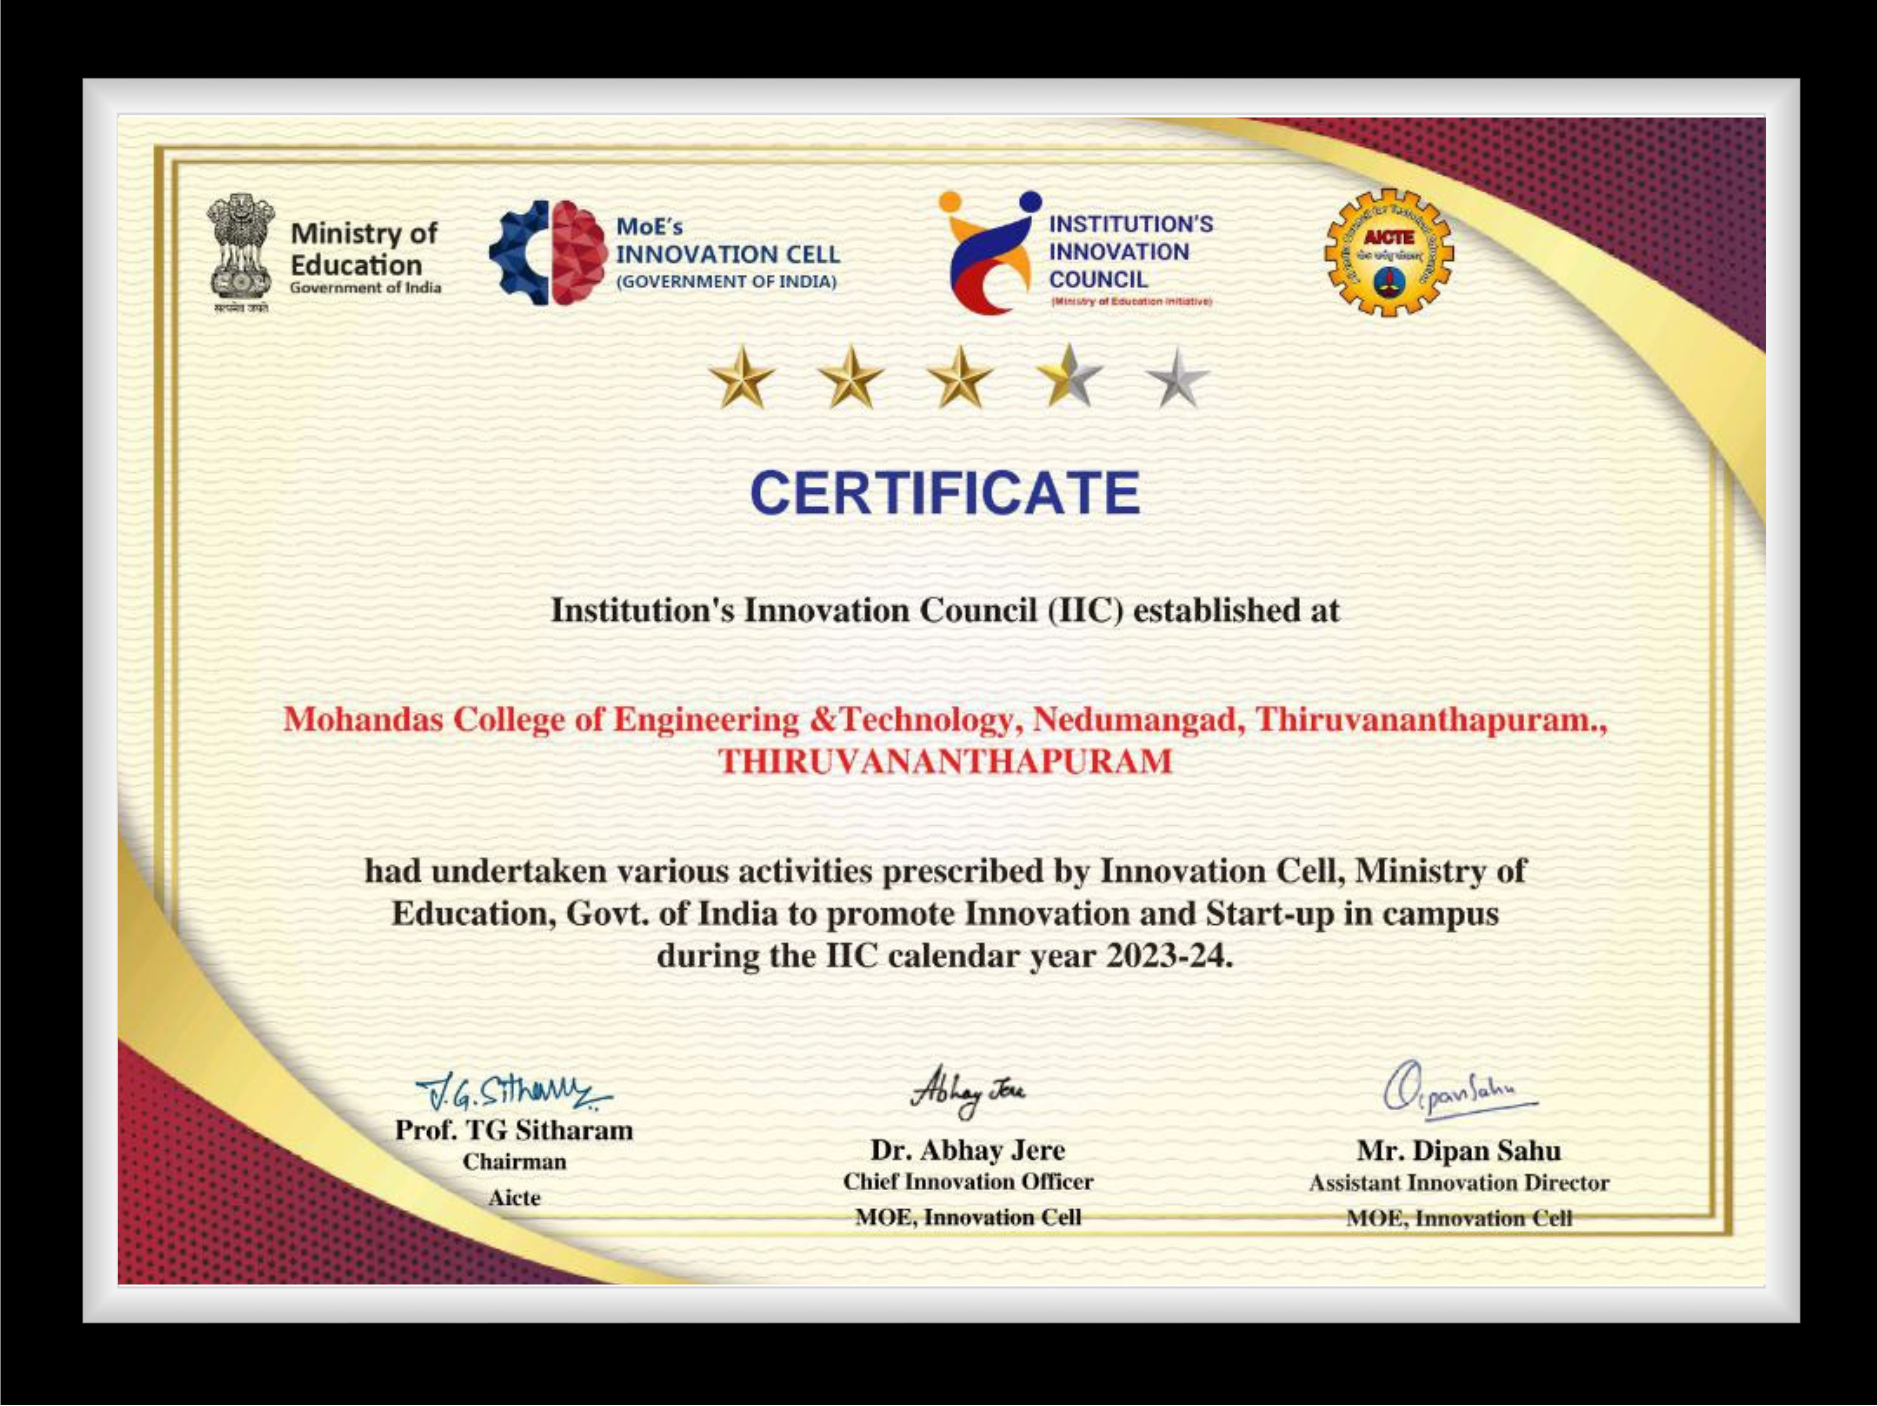 Ministry of
Education
Government of India
सत्यमेव जयते
MoE's
INNOVATION CELL
(GOVERNMENT OF INDIA)
INSTITUTION'S
INNOVATION
COUNCIL
(Ministry of Education Initiative)
AICTE
CERTIFICATE
Institution's Innovation Council (IIC) established at
Mohandas College of Engineering &Technology, Nedumangad, Thiruvananthapuram.,
THIRUVANANTHAPURAM
had undertaken various activities prescribed by Innovation Cell, Ministry of
Education, Govt. of India to promote Innovation and Start-up in campus
during the IIC calendar year 2023-24.
T.G. Sitharam
Prof. TG Sitharam
Chairman
Aicte
Abhay Jere
Dr. Abhay Jere
Chief Innovation Officer
MOE, Innovation Cell
Dipan Sahu
Mr. Dipan Sahu
Assistant Innovation Director
MOE, Innovation Cell